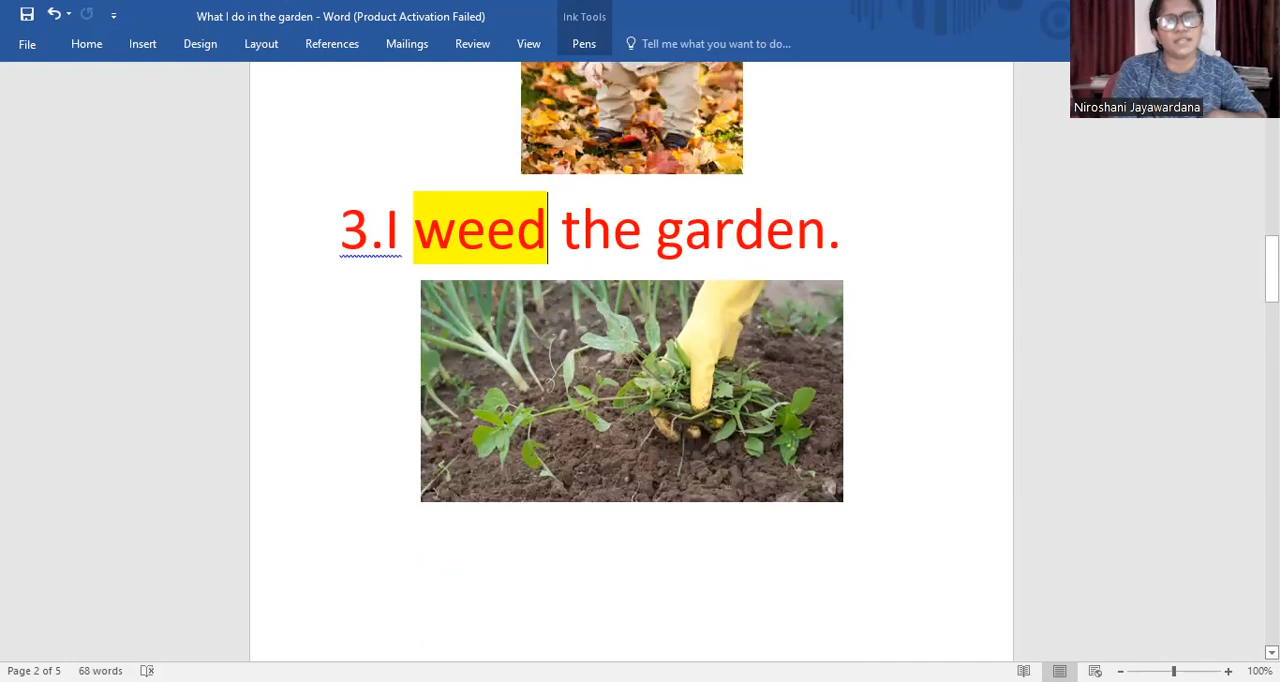 What I do in the garden - Word (Product Activation Failed)
Ink Tools
File
Home
Insert
Design
Layout
References
Mailings
Review
View
Pens
Tell me what you want to do...
Niroshani Jayawardana
3.I weed the garden.
Page 2 of 5
68 words
100%